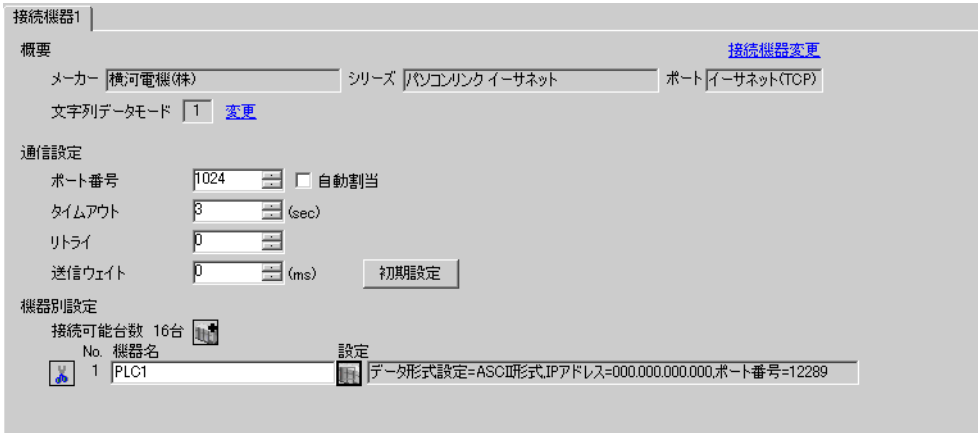 接続機器1
概要 接続機器変更
メーカー 横河電機(株) シリーズ パソコンリンク イーサネット ポート イーサネット(TCP)
文字列データモード 1 変更
通信設定
ポート番号 1024 自動割当
タイムアウト 3 (sec)
リトライ 0
送信ウェイト 0 (ms) 初期設定
機器別設定
接続可能台数 16台
No. 機器名 設定
1 PLC1 データ形式設定=ASCII形式,IPアドレス=000.000.000.000,ポート番号=12289